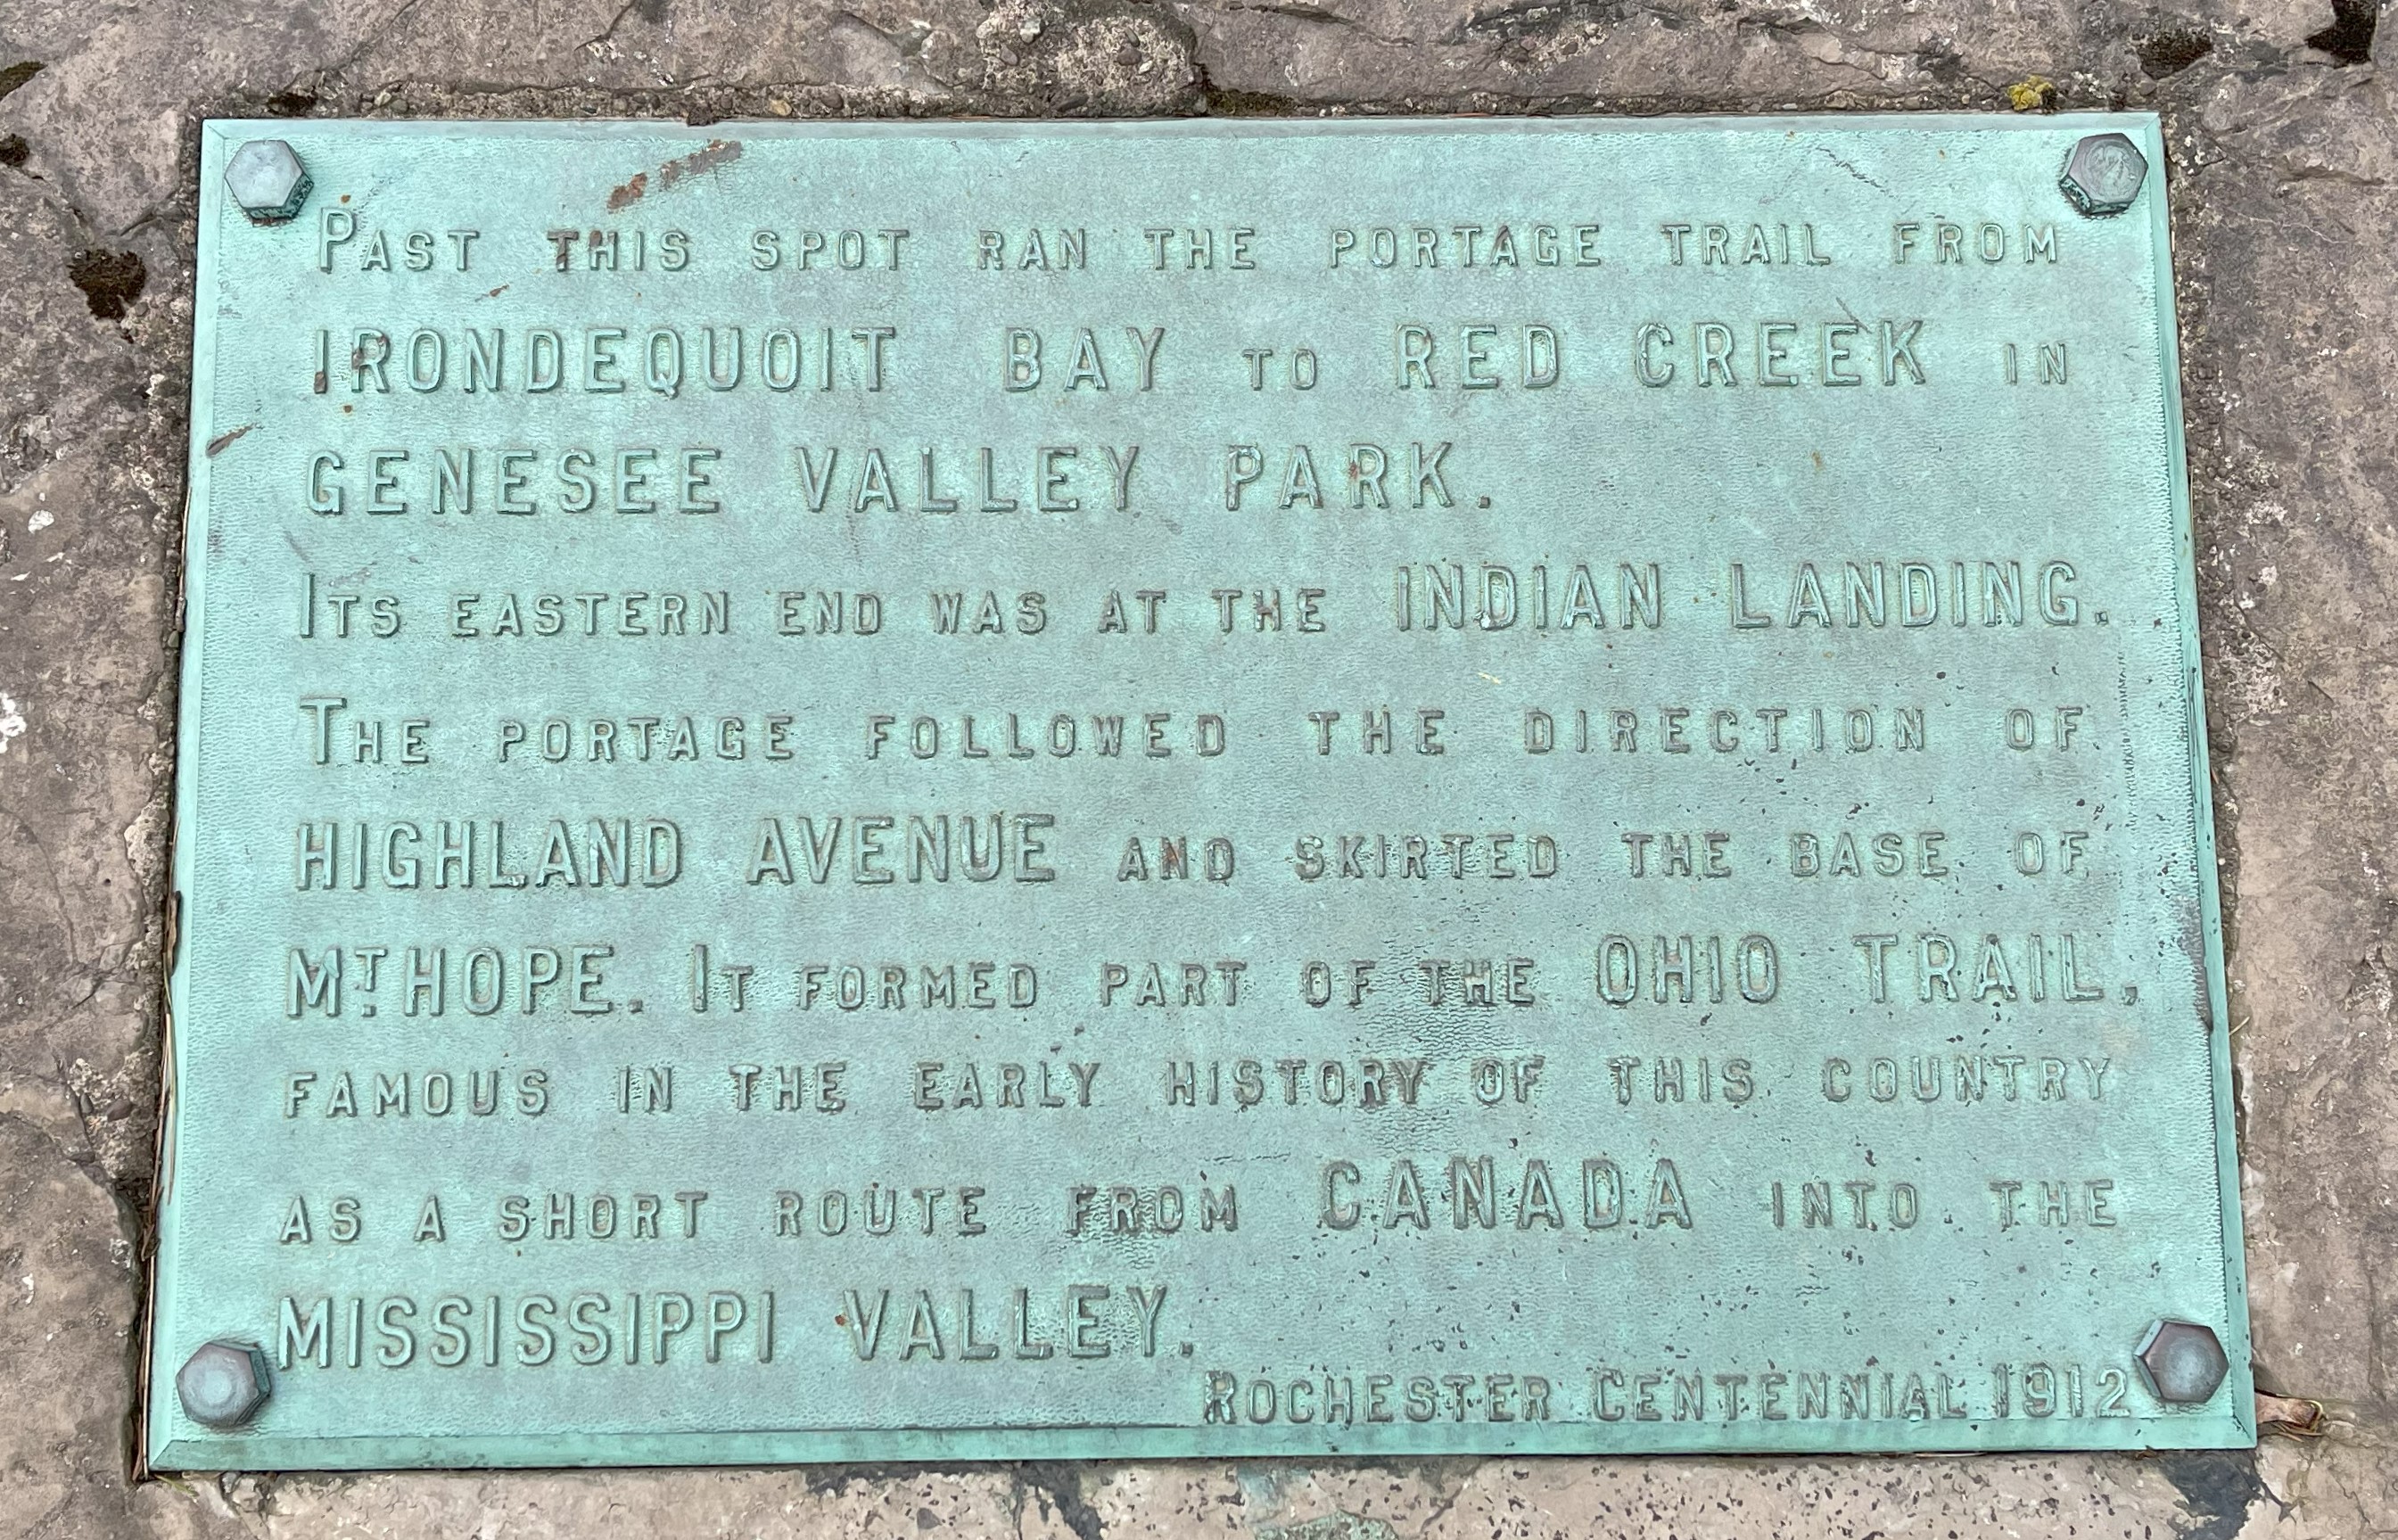 PAST THIS SPOT RAN THE PORTAGE TRAIL FROM
IRONDEQUOIT BAY TO RED CREEK IN
GENESEE VALLEY PARK.
ITS EASTERN END WAS AT THE INDIAN LANDING.
THE PORTAGE FOLLOWED THE DIRECTION OF
HIGHLAND AVENUE AND SKIRTED THE BASE OF
MT. HOPE. IT FORMED PART OF THE OHIO TRAIL,
FAMOUS IN THE EARLY HISTORY OF THIS COUNTRY
AS A SHORT ROUTE FROM CANADA INTO THE
MISSISSIPPI VALLEY.
ROCHESTER CENTENNIAL 1912